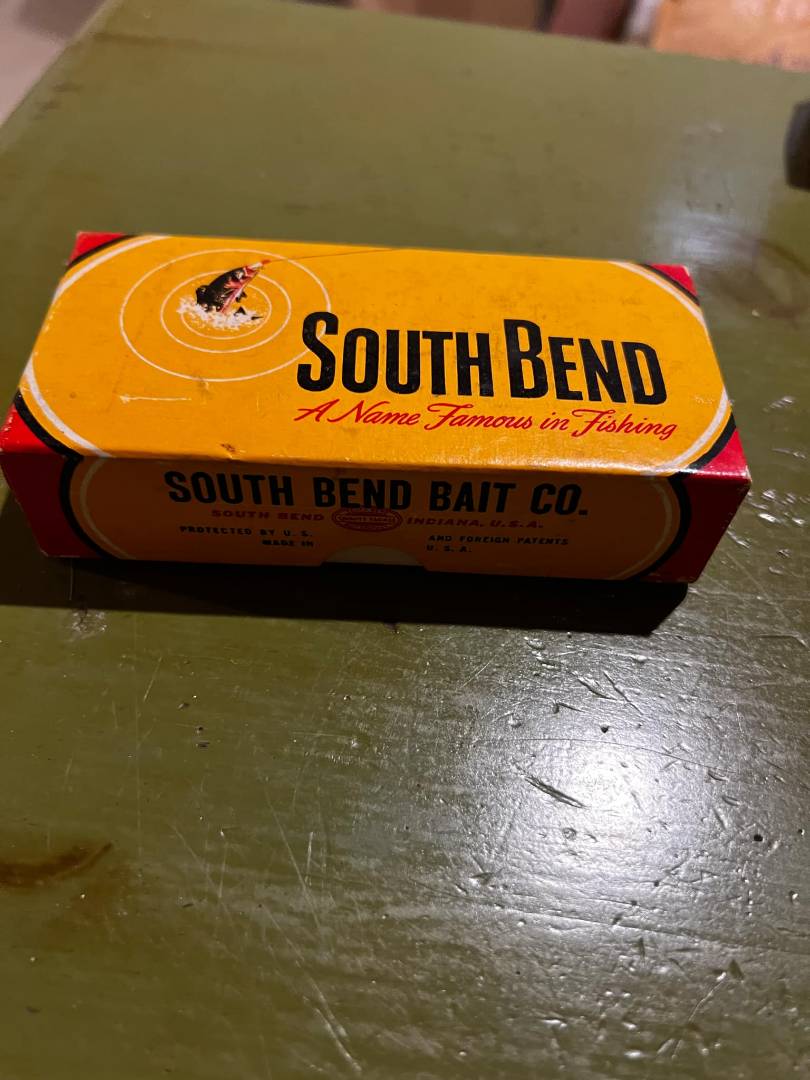 SOUTH BEND
A Name Famous in Fishing
SOUTH BEND BAIT CO.
SOUTH BEND INDIANA, U.S.A.
PROTECTED BY U. S. AND FOREIGN PATENTS
MADE IN U. S. A.